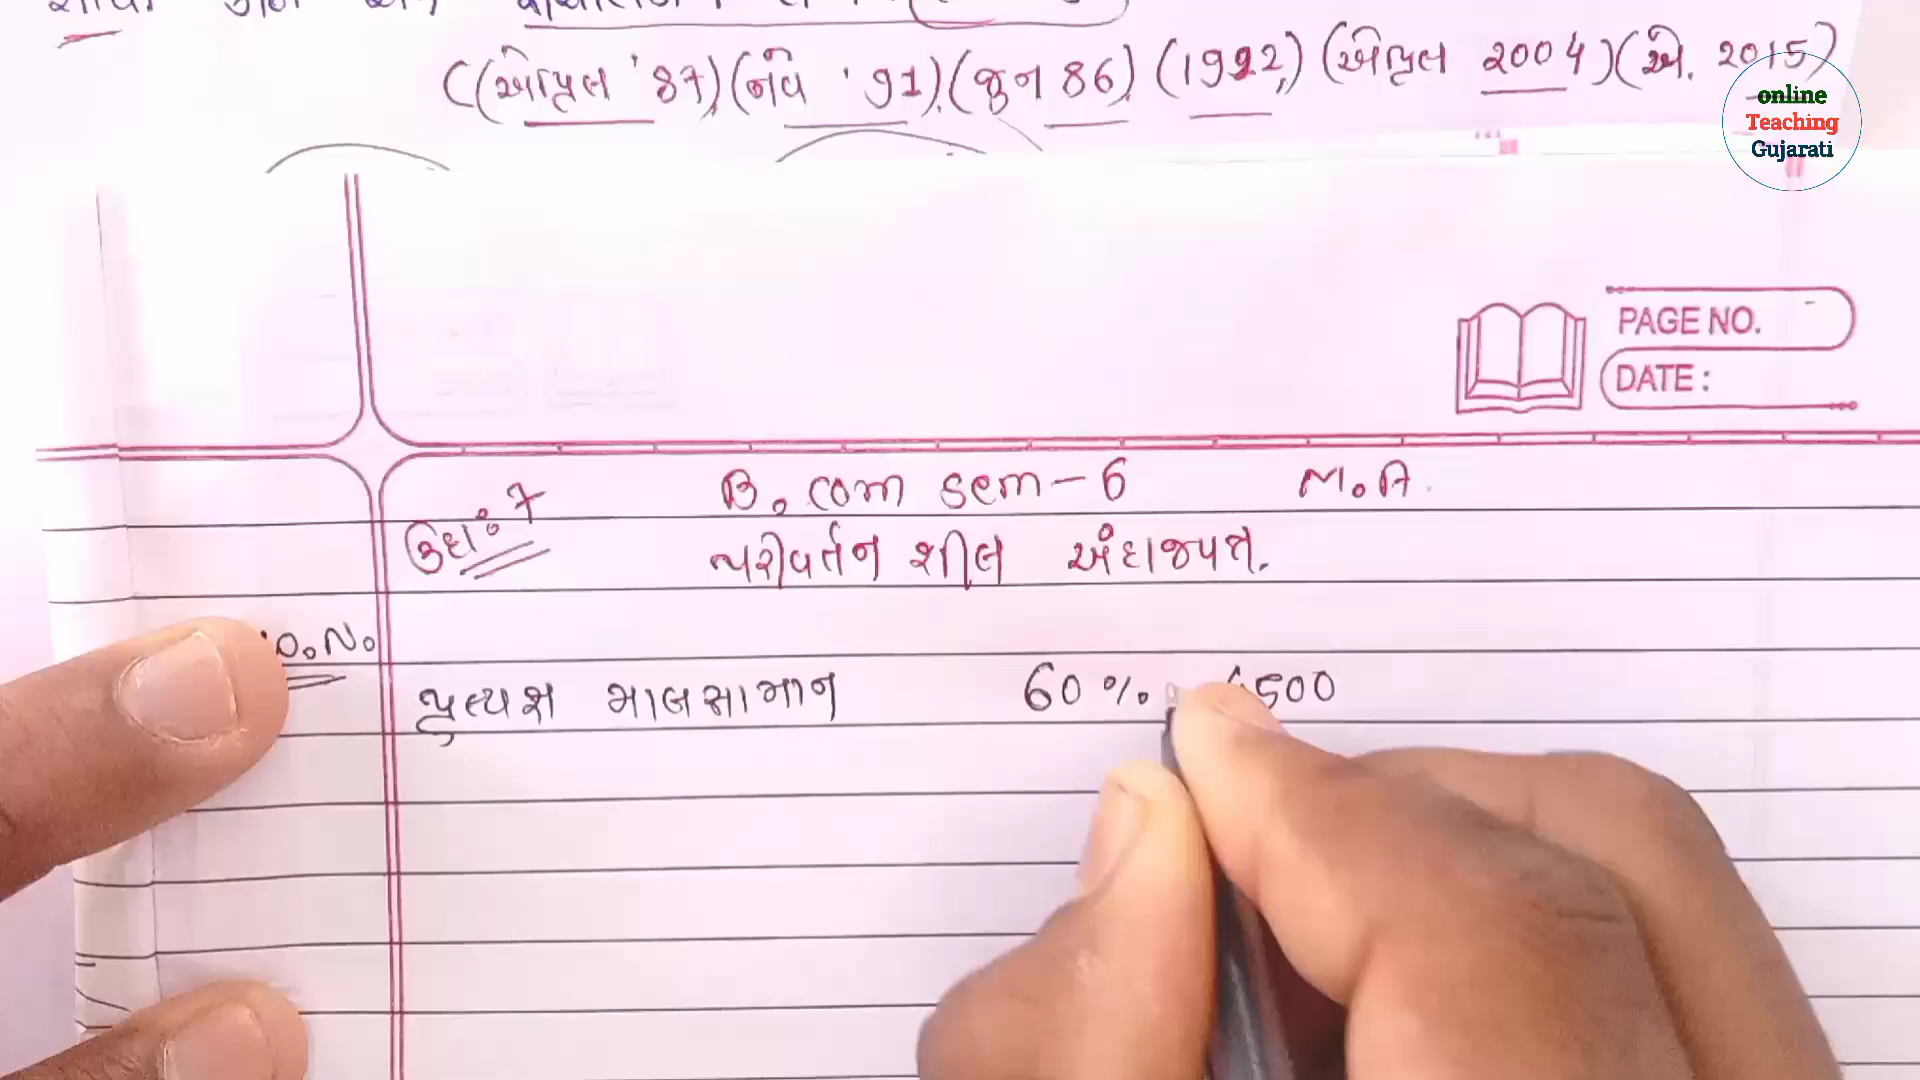 ((એપ્રિલ '87) (નવે '91) (જુન 86) (1992) (એપ્રિલ 2004) (એ. 2015)
online
Teaching
Gujarati
PAGE NO.
DATE :
B. com sem-6 M.A.
ઉદા: 7 પરીવર્તન શીલ અંદાજપત્ર.
પ્રત્યક્ષ માલસામાન 60%